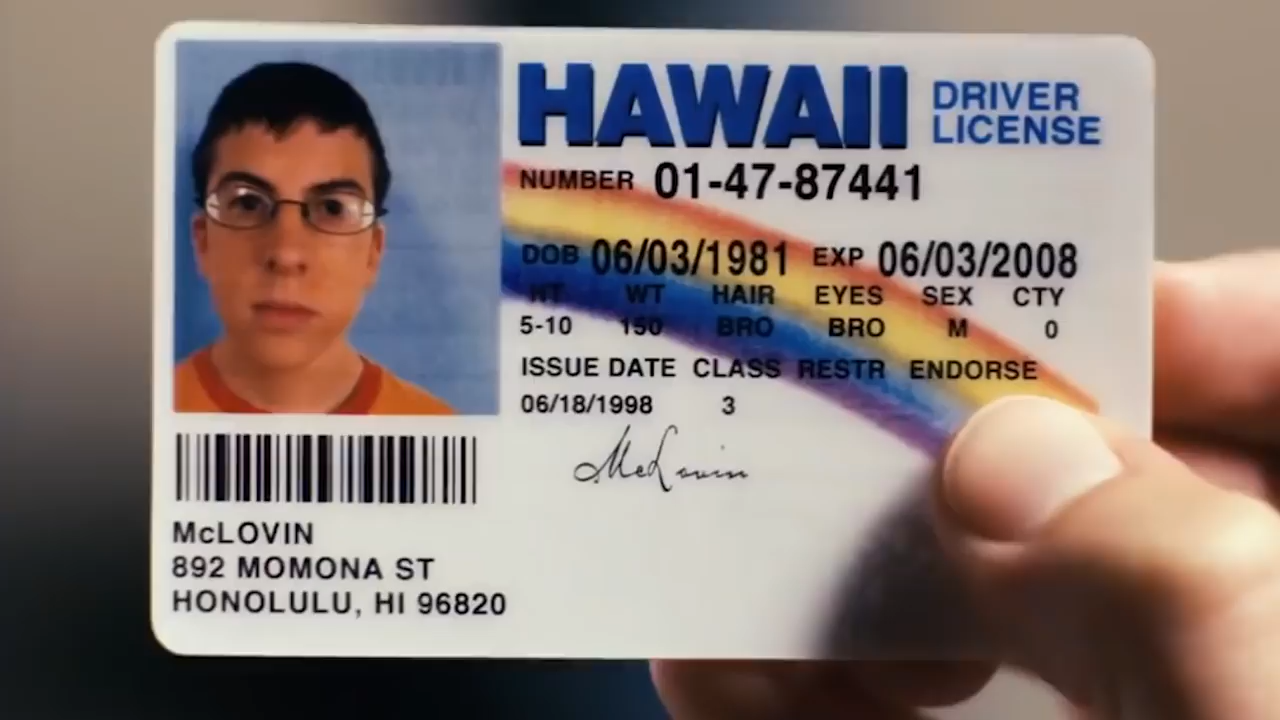 HAWAII DRIVER LICENSE
NUMBER 01-47-87441
DOB 06/03/1981 EXP 06/03/2008
HT WT HAIR EYES SEX CTY
5-10 150 BRO BRO M 0
ISSUE DATE CLASS RESTR ENDORSE
06/18/1998 3
McLovin
McLOVIN
892 MOMONA ST
HONOLULU, HI 96820